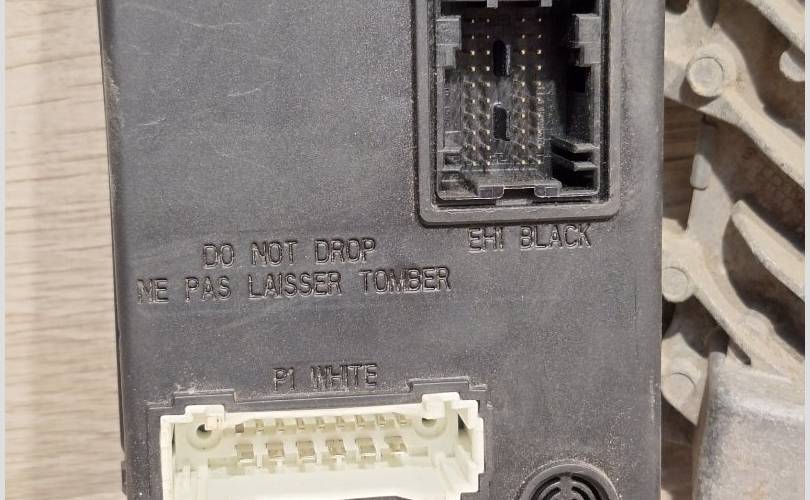 EH1 BLACK
DO NOT DROP
NE PAS LAISSER TOMBER
P1 WHITE